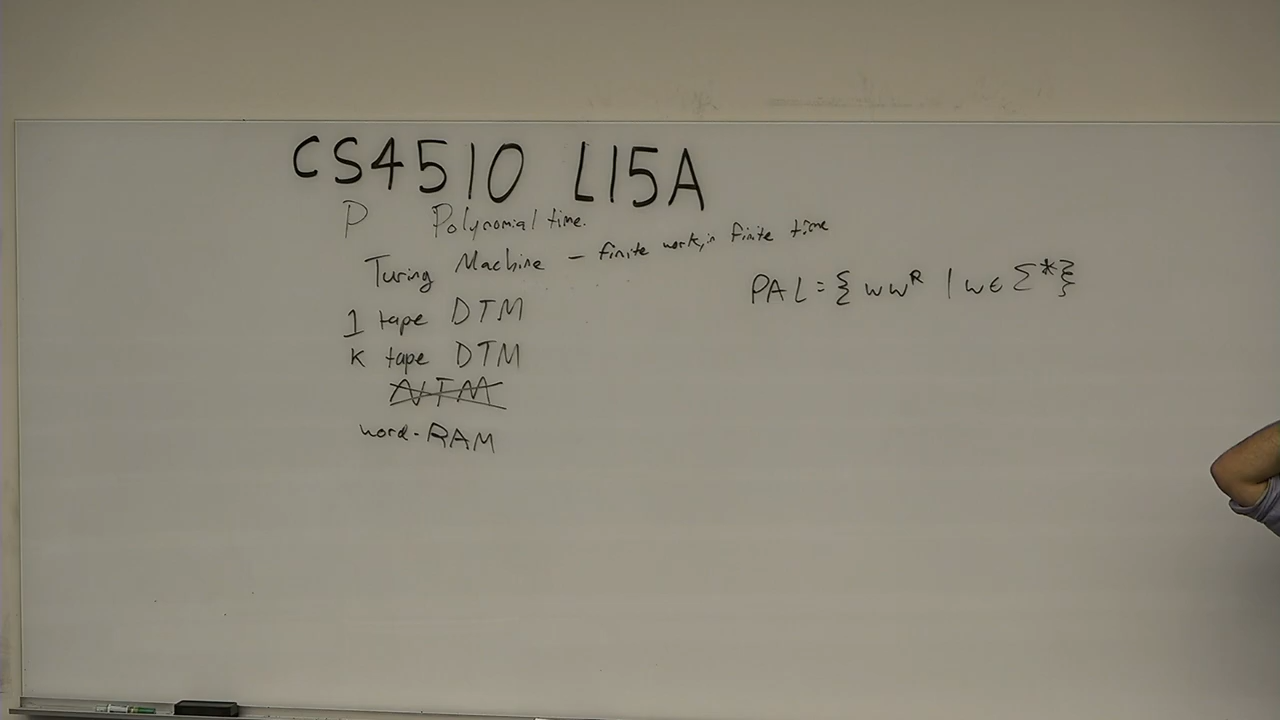 CS4510 L15A
P Polynomial time.
Turing Machine – finite work, in finite time
1 tape DTM
K tape DTM
NTM
word-RAM
PAL = { ww^R | w ∈ Σ* }